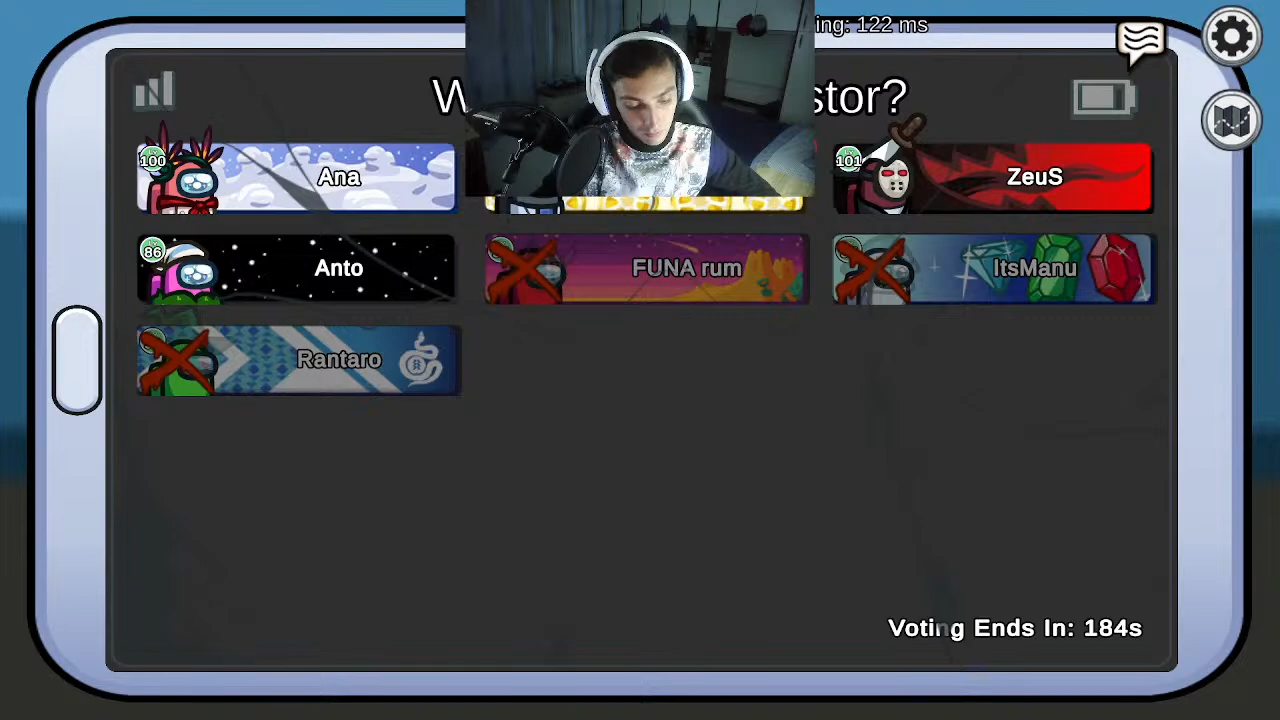 ing: 122 ms
W stor?
100 Ana
101 ZeuS
86 Anto
FUNA rum
ItsManu
Rantaro
Voting Ends In: 184s